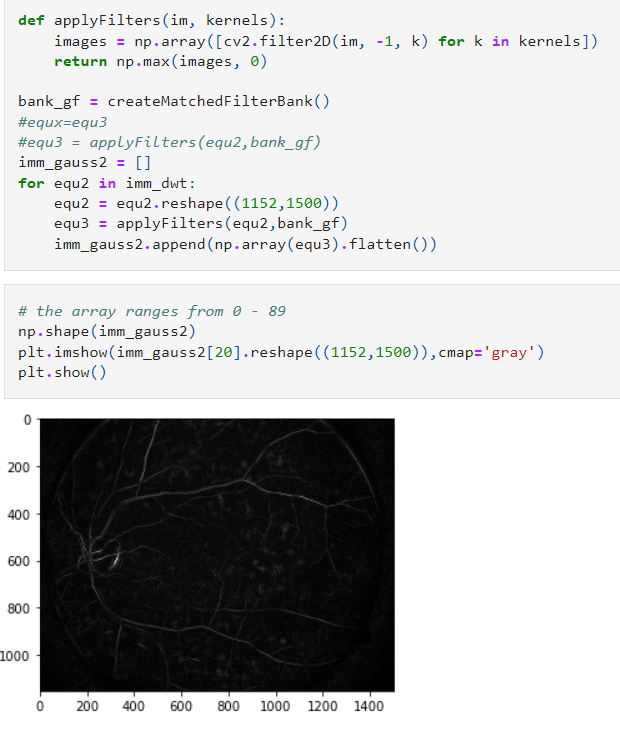 def applyFilters(im, kernels):
    images = np.array([cv2.filter2D(im, -1, k) for k in kernels])
    return np.max(images, 0)

bank_gf = createMatchedFilterBank()
#equx=equ3
#equ3 = applyFilters(equ2,bank_gf)
imm_gauss2 = []
for equ2 in imm_dwt:
    equ2 = equ2.reshape((1152,1500))
    equ3 = applyFilters(equ2,bank_gf)
    imm_gauss2.append(np.array(equ3).flatten())

# the array ranges from 0 - 89
np.shape(imm_gauss2)
plt.imshow(imm_gauss2[20].reshape((1152,1500)),cmap='gray')
plt.show()

0
200
400
600
800
1000
0 200 400 600 800 1000 1200 1400